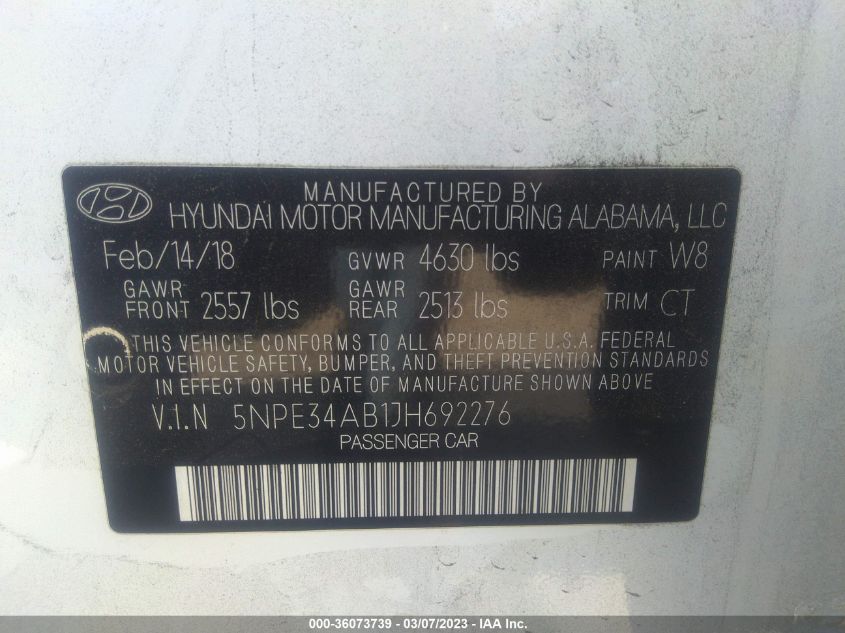 MANUFACTURED BY
HYUNDAI MOTOR MANUFACTURING ALABAMA, LLC
Feb/14/18 GVWR 4630 lbs PAINT W8
GAWR FRONT 2557 lbs GAWR REAR 2513 lbs TRIM CT
THIS VEHICLE CONFORMS TO ALL APPLICABLE U.S.A. FEDERAL
MOTOR VEHICLE SAFETY, BUMPER, AND THEFT PREVENTION STANDARDS
IN EFFECT ON THE DATE OF MANUFACTURE SHOWN ABOVE
V.I.N 5NPE34AB1JH692276
PASSENGER CAR
000-36073739 - 03/07/2023 - IAA Inc.